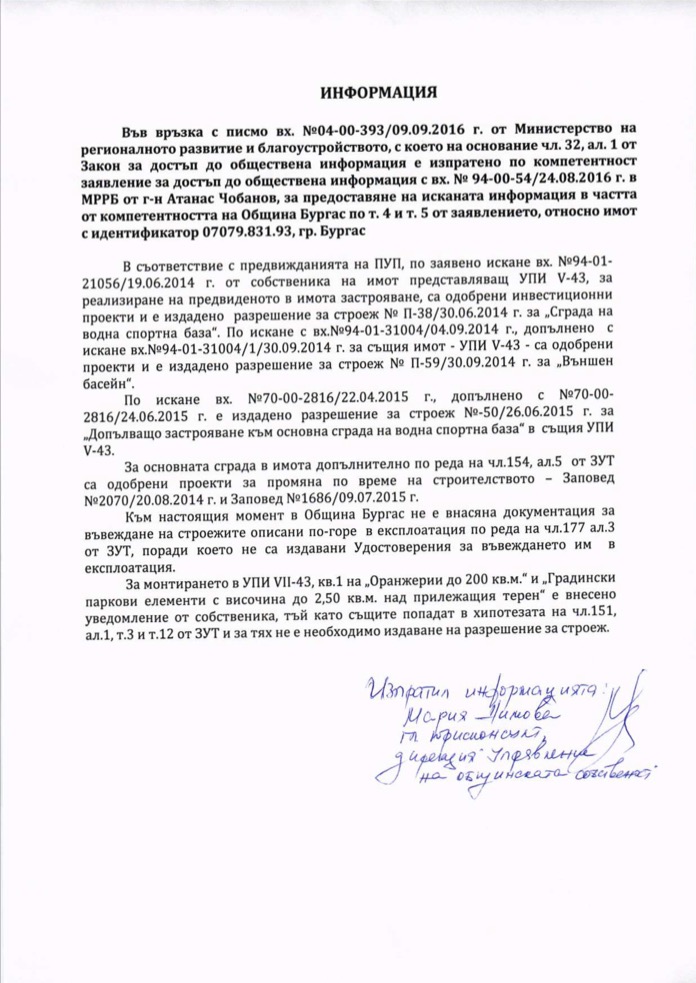 ИНФОРМАЦИЯ
Във връзка с писмо вх. №04-00-393/09.09.2016 г. от Министерство на
регионалното развитие и благоустройството, с което на основание чл. 32, ал. 1 от
Закон за достъп до обществена информация е изпратено по компетентност
заявление за достъп до обществена информация с вх. № 94-00-54/24.08.2016 г. в
МРРБ от г-н Атанас Чобанов, за предоставяне на исканата информация в частта
от компетентността на Община Бургас по т. 4 и т. 5 от заявлението, относно имот
с идентификатор 07079.831.93, гр. Бургас
В съответствие с предвижданията на ПУП, по заявено искане вх. №94-01-
21056/19.06.2014 г. от собственика на имот представляващ УПИ V-43, за
реализиране на предвиденото в имота застрояване, са одобрени инвестиционни
проекти и е издадено разрешение за строеж № П-38/30.06.2014 г. за „Сграда на
водна спортна база“. По искане с вх.№94-01-31004/04.09.2014 г., допълнено с
искане вх.№94-01-31004/1/30.09.2014 г. за същия имот - УПИ V-43 - са одобрени
проекти и е издадено разрешение за строеж № П-59/30.09.2014 г. за „Външен
басейн“.
По искане вх. №70-00-2816/22.04.2015 г., допълнено с №70-00-
2816/24.06.2015 г. е издадено разрешение за строеж №-50/26.06.2015 г. за
„Допълващо застрояване към основна сграда на водна спортна база“ в същия УПИ
V-43.
За основната сграда в имота допълнително по реда на чл.154, ал.5 от ЗУТ
са одобрени проекти за промяна по време на строителството – Заповед
№2070/20.08.2014 г. и Заповед №1686/09.07.2015 г.
Към настоящия момент в Община Бургас не е внасяна документация за
въвеждане на строежите описани по-горе в експлоатация по реда на чл.177 ал.3
от ЗУТ, поради което не са издавани Удостоверения за въвеждането им в
експлоатация.
За монтирането в УПИ VII-43, кв.1 на „Оранжерии до 200 кв.м.“ и „Градински
паркови елементи с височина до 2,50 кв.м. над прилежащия терен“ е внесено
уведомление от собственика, тъй като същите попадат в хипотезата на чл.151,
ал.1, т.3 и т.12 от ЗУТ и за тях не е необходимо издаване на разрешение за строеж.
Изпратил информацията:
Мария
гл. юрисконсулт,
дирекция Управление
на общинската собственост